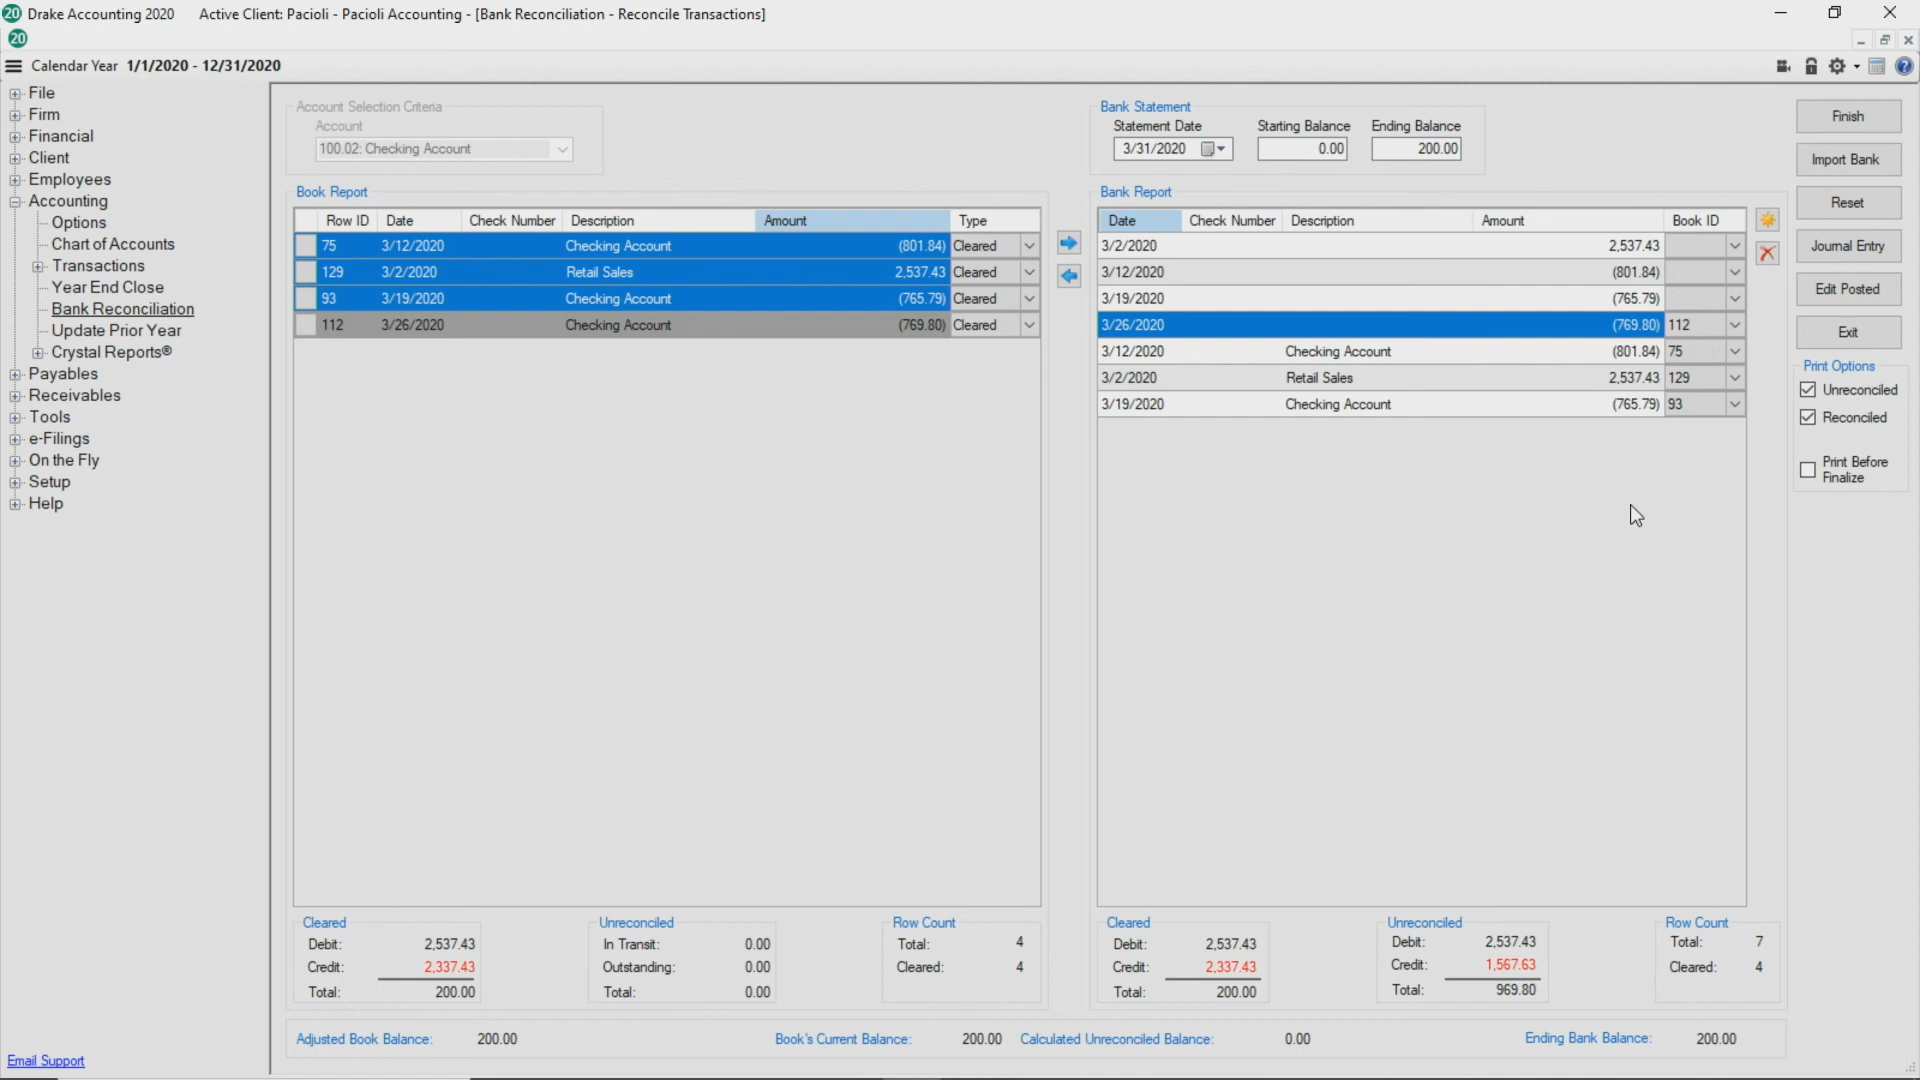 20 Drake Accounting 2020 Active Client: Pacioli - Pacioli Accounting - [Bank Reconciliation - Reconcile Transactions]
20
Calendar Year 1/1/2020 - 12/31/2020
File
Firm
Financial
Client
Employees
Accounting
Options
Chart of Accounts
Transactions
Year End Close
Bank Reconciliation
Update Prior Year
Crystal Reports®
Payables
Receivables
Tools
e-Filings
On the Fly
Setup
Help
Email Support
Account Selection Criteria
Account
100.02: Checking Account
Book Report
Row ID Date Check Number Description Amount Type
75 3/12/2020 Checking Account (801.84) Cleared
129 3/2/2020 Retail Sales 2,537.43 Cleared
93 3/19/2020 Checking Account (765.79) Cleared
112 3/26/2020 Checking Account (769.80) Cleared
Cleared
Debit: 2,537.43
Credit: 2,337.43
Total: 200.00
Unreconciled
In Transit: 0.00
Outstanding: 0.00
Total: 0.00
Row Count
Total: 4
Cleared: 4
Bank Statement
Statement Date Starting Balance Ending Balance
3/31/2020 0.00 200.00
Bank Report
Date Check Number Description Amount Book ID
3/2/2020 2,537.43
3/12/2020 (801.84)
3/19/2020 (765.79)
3/26/2020 (769.80) 112
3/12/2020 Checking Account (801.84) 75
3/2/2020 Retail Sales 2,537.43 129
3/19/2020 Checking Account (765.79) 93
Cleared
Debit: 2,537.43
Credit: 2,337.43
Total: 200.00
Unreconciled
Debit: 2,537.43
Credit: 1,567.63
Total: 969.80
Row Count
Total: 7
Cleared: 4
Adjusted Book Balance: 200.00 Book's Current Balance: 200.00 Calculated Unreconciled Balance: 0.00 Ending Bank Balance: 200.00
Finish
Import Bank
Reset
Journal Entry
Edit Posted
Exit
Print Options
Unreconciled
Reconciled
Print Before
Finalize